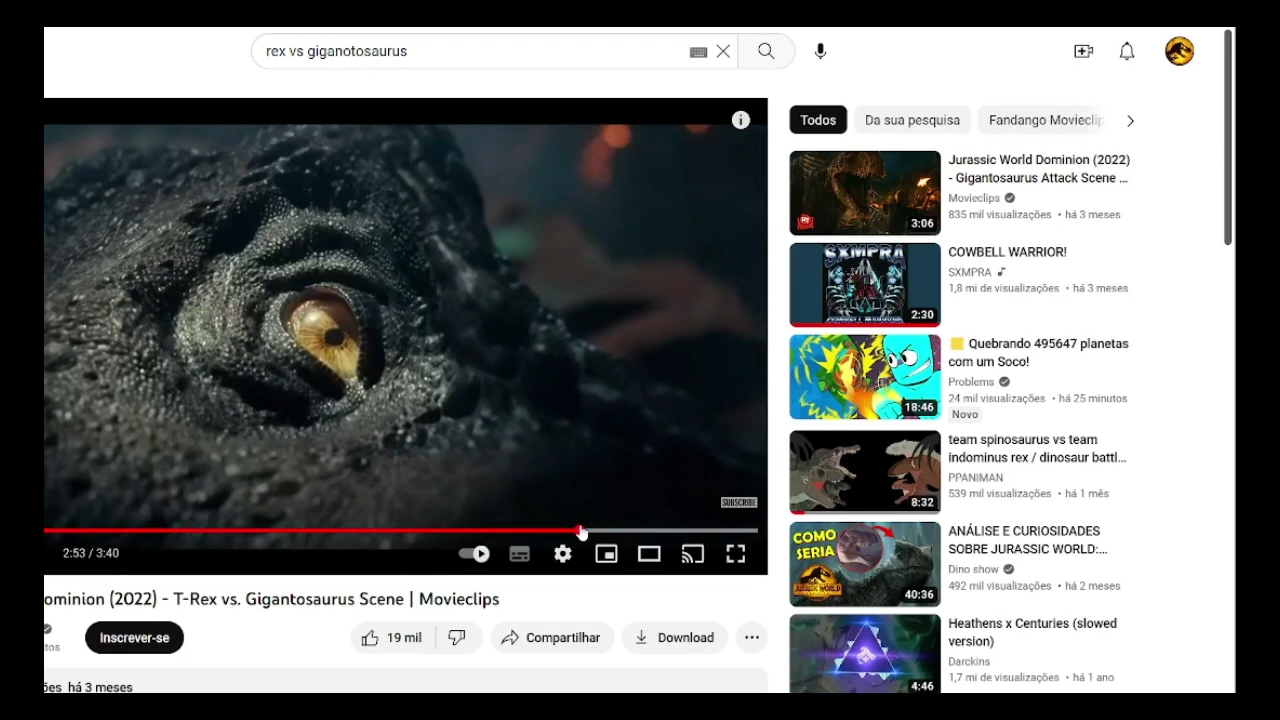 rex vs giganotosaurus
SUBSCRIBE
2:53 / 3:40
ominion (2022) - T-Rex vs. Gigantosaurus Scene | Movieclips
tos
Inscrever-se
19 mil
Compartilhar
Download
ões há 3 meses
Todos
Da sua pesquisa
Fandango Movieclip
3:06
Jurassic World Dominion (2022)
- Gigantosaurus Attack Scene ...
Movieclips
835 mil visualizações • há 3 meses
SXMPRA
2:30
COWBELL WARRIOR!
SXMPRA
1,8 mi de visualizações • há 3 meses
18:46
Quebrando 495647 planetas
com um Soco!
Problems
24 mil visualizações • há 25 minutos
Novo
8:32
team spinosaurus vs team
indominus rex / dinosaur battl...
PPANIMAN
539 mil visualizações • há 1 mês
COMO
SERIA
JURASSIC WORLD
40:36
ANÁLISE E CURIOSIDADES
SOBRE JURASSIC WORLD:...
Dino show
492 mil visualizações • há 2 meses
4:46
Heathens x Centuries (slowed
version)
Darckins
1,7 mi de visualizações • há 1 ano